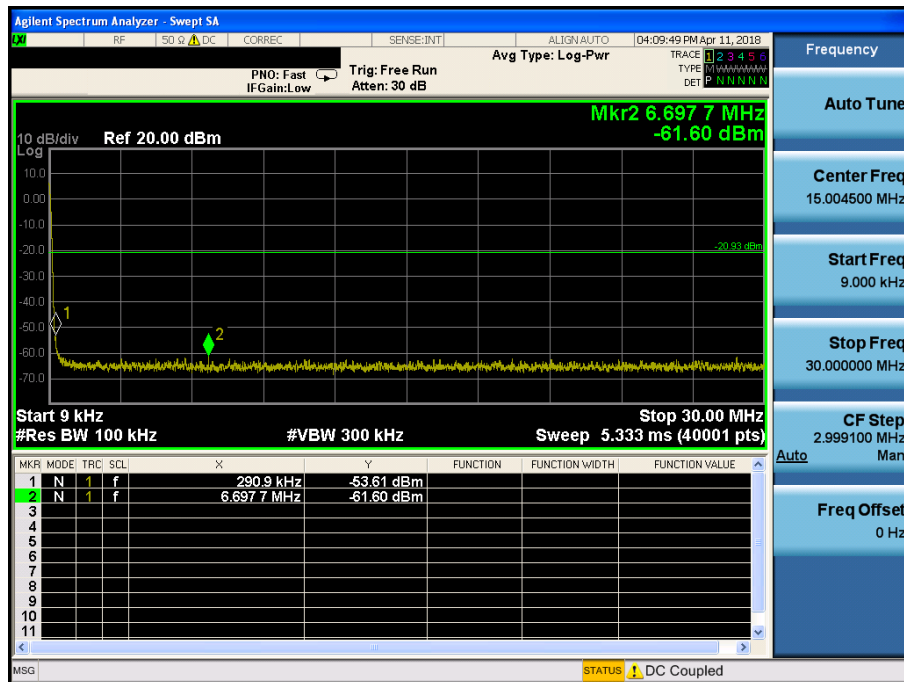 Agilent Spectrum Analyzer - Swept SA
LXI RF 50 Ω DC CORREC SENSE:INT ALIGN AUTO 04:09:49 PM Apr 11, 2018
Avg Type: Log-Pwr
TRACE 1 2 3 4 5 6
TYPE M W W W W W
DET P N N N N N
PNO: Fast
IFGain:Low
Trig: Free Run
Atten: 30 dB
Mkr2 6.697 7 MHz
-61.60 dBm
10 dB/div
Log
Ref 20.00 dBm
10.0
0.00
-10.0
-20.0
-20.93 dBm
-30.0
-40.0
1
-50.0
2
-60.0
-70.0
Start 9 kHz Stop 30.00 MHz
#Res BW 100 kHz #VBW 300 kHz Sweep 5.333 ms (40001 pts)
MKR MODE TRC SCL X Y FUNCTION FUNCTION WIDTH FUNCTION VALUE
1 N 1 f 290.9 kHz -53.61 dBm
2 N 1 f 6.697 7 MHz -61.60 dBm
3
4
5
6
7
8
9
10
11
MSG STATUS DC Coupled
Frequency
Auto Tune
Center Freq
15.004500 MHz
Start Freq
9.000 kHz
Stop Freq
30.000000 MHz
CF Step
2.999100 MHz
Auto Man
Freq Offset
0 Hz